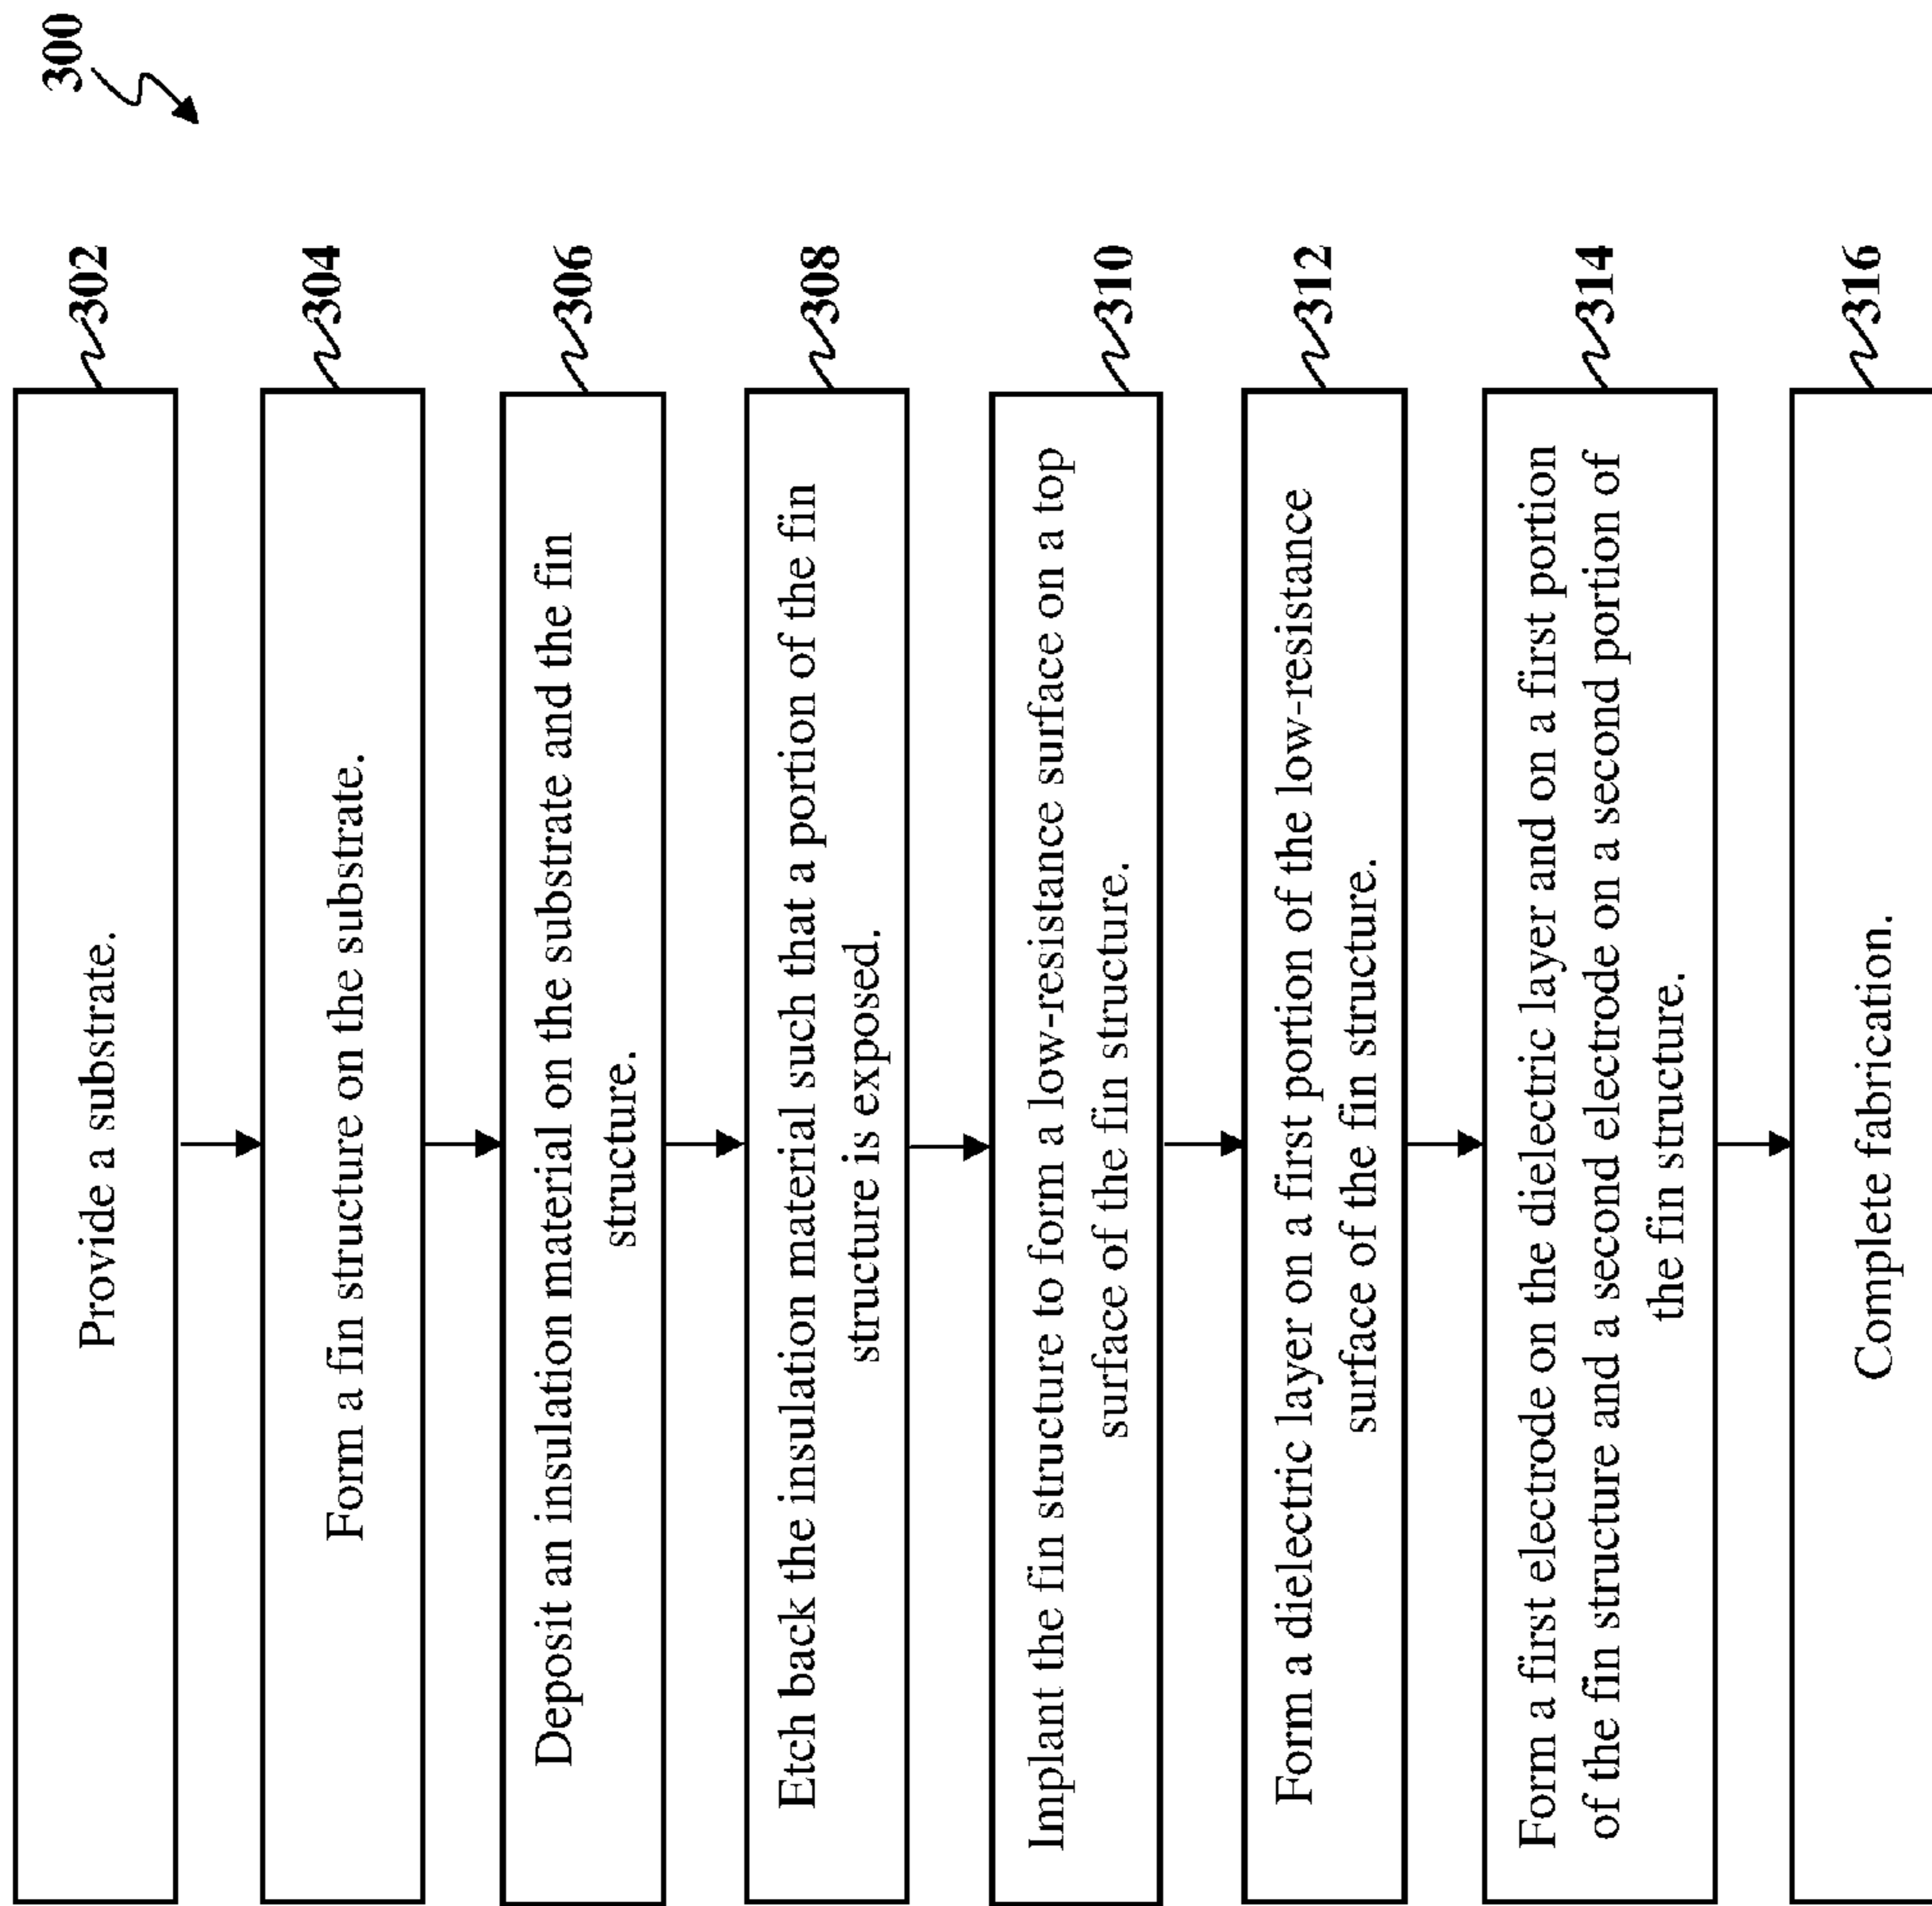 300
Provide a substrate.
302
Form a fin structure on the substrate.
304
Deposit an insulation material on the substrate and the fin
structure.
306
Etch back the insulation material such that a portion of the fin
structure is exposed.
308
Implant the fin structure to form a low-resistance surface on a top
surface of the fin structure.
310
Form a dielectric layer on a first portion of the low-resistance
surface of the fin structure.
312
Form a first electrode on the dielectric layer and on a first portion
of the fin structure and a second electrode on a second portion of
the fin structure.
314
Complete fabrication.
316